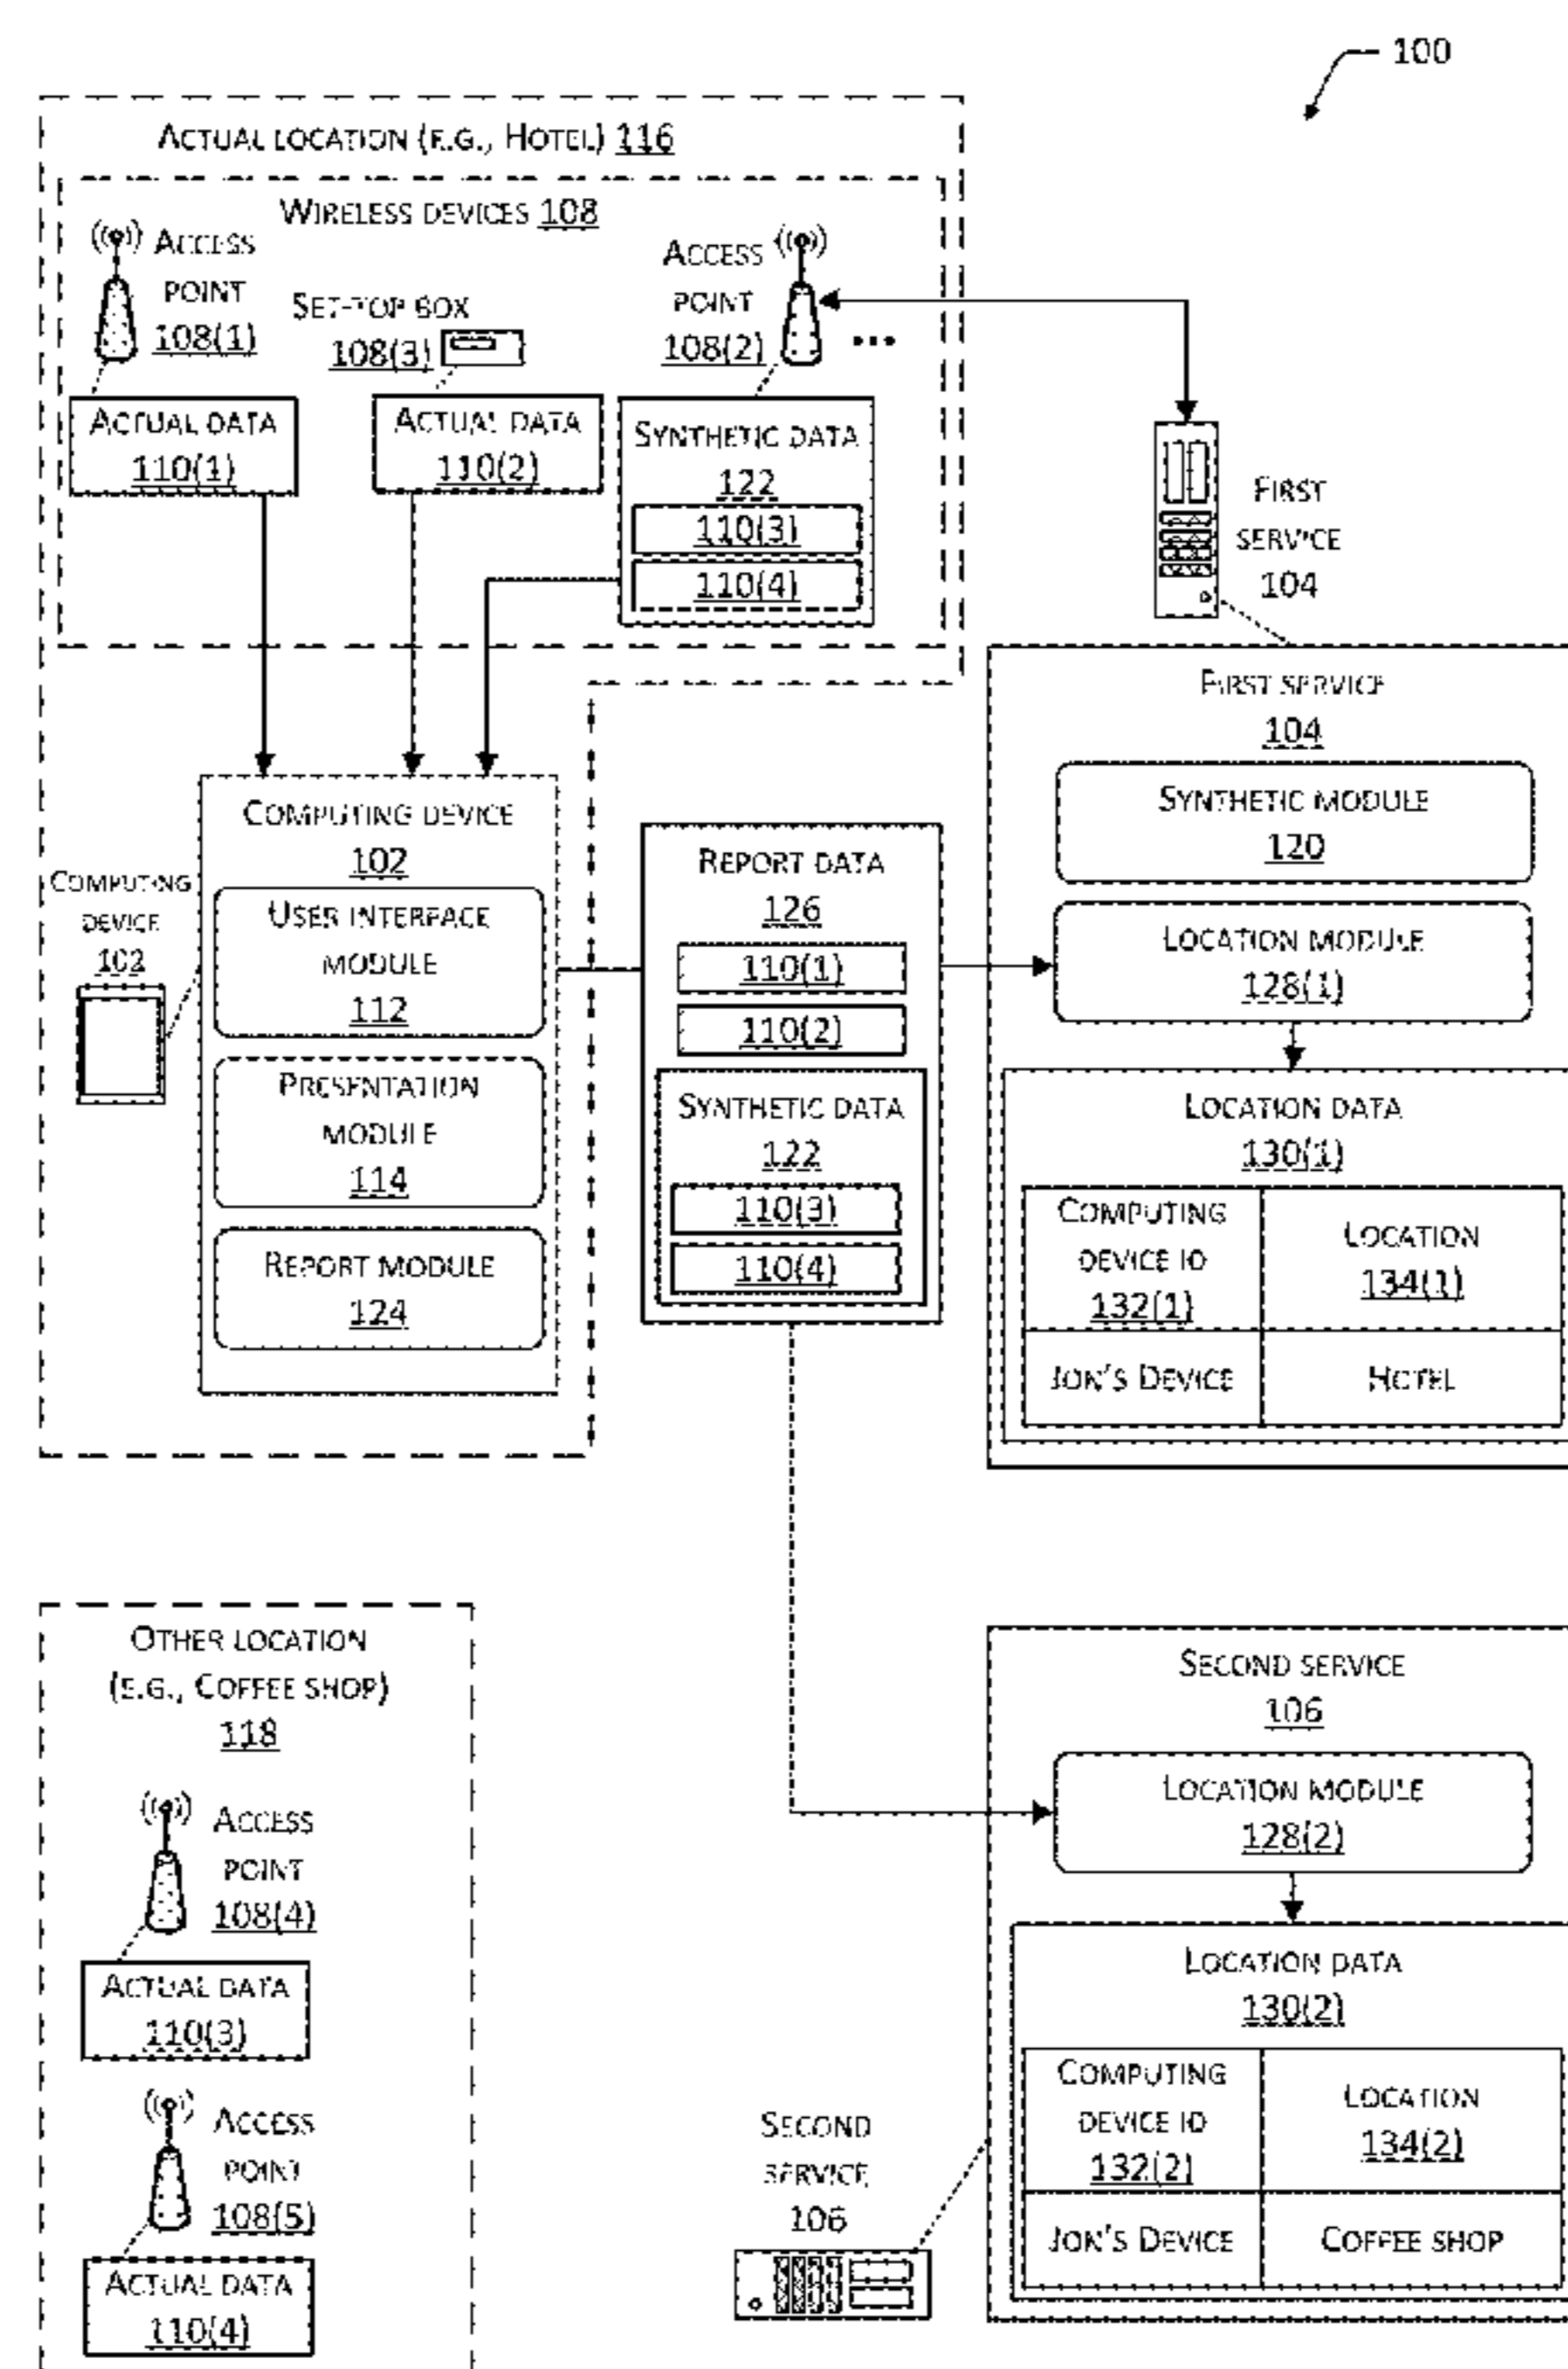 100
ACTUAL LOCATION (E.G., HOTEL) 116
WIRELESS DEVICES 108
ACCESS
POINT
108(1)
SET-TOP BOX
108(3)
ACCESS
POINT
108(2)
...
ACTUAL DATA
110(1)
ACTUAL DATA
110(2)
SYNTHETIC DATA
122
110(3)
110(4)
FIRST
SERVICE
104
COMPUTING DEVICE
102
COMPUTING
DEVICE
102
USER INTERFACE
MODULE
112
PRESENTATION
MODULE
114
REPORT MODULE
124
REPORT DATA
126
110(1)
110(2)
SYNTHETIC DATA
122
110(3)
110(4)
FIRST SERVICE
104
SYNTHETIC MODULE
120
LOCATION MODULE
128(1)
LOCATION DATA
130(1)
COMPUTING
DEVICE ID
132(1)
LOCATION
134(1)
JON'S DEVICE
HOTEL
OTHER LOCATION
(E.G., COFFEE SHOP)
118
ACCESS
POINT
108(4)
ACTUAL DATA
110(3)
ACCESS
POINT
108(5)
ACTUAL DATA
110(4)
SECOND
SERVICE
106
SECOND SERVICE
106
LOCATION MODULE
128(2)
LOCATION DATA
130(2)
COMPUTING
DEVICE ID
132(2)
LOCATION
134(2)
JON'S DEVICE
COFFEE SHOP